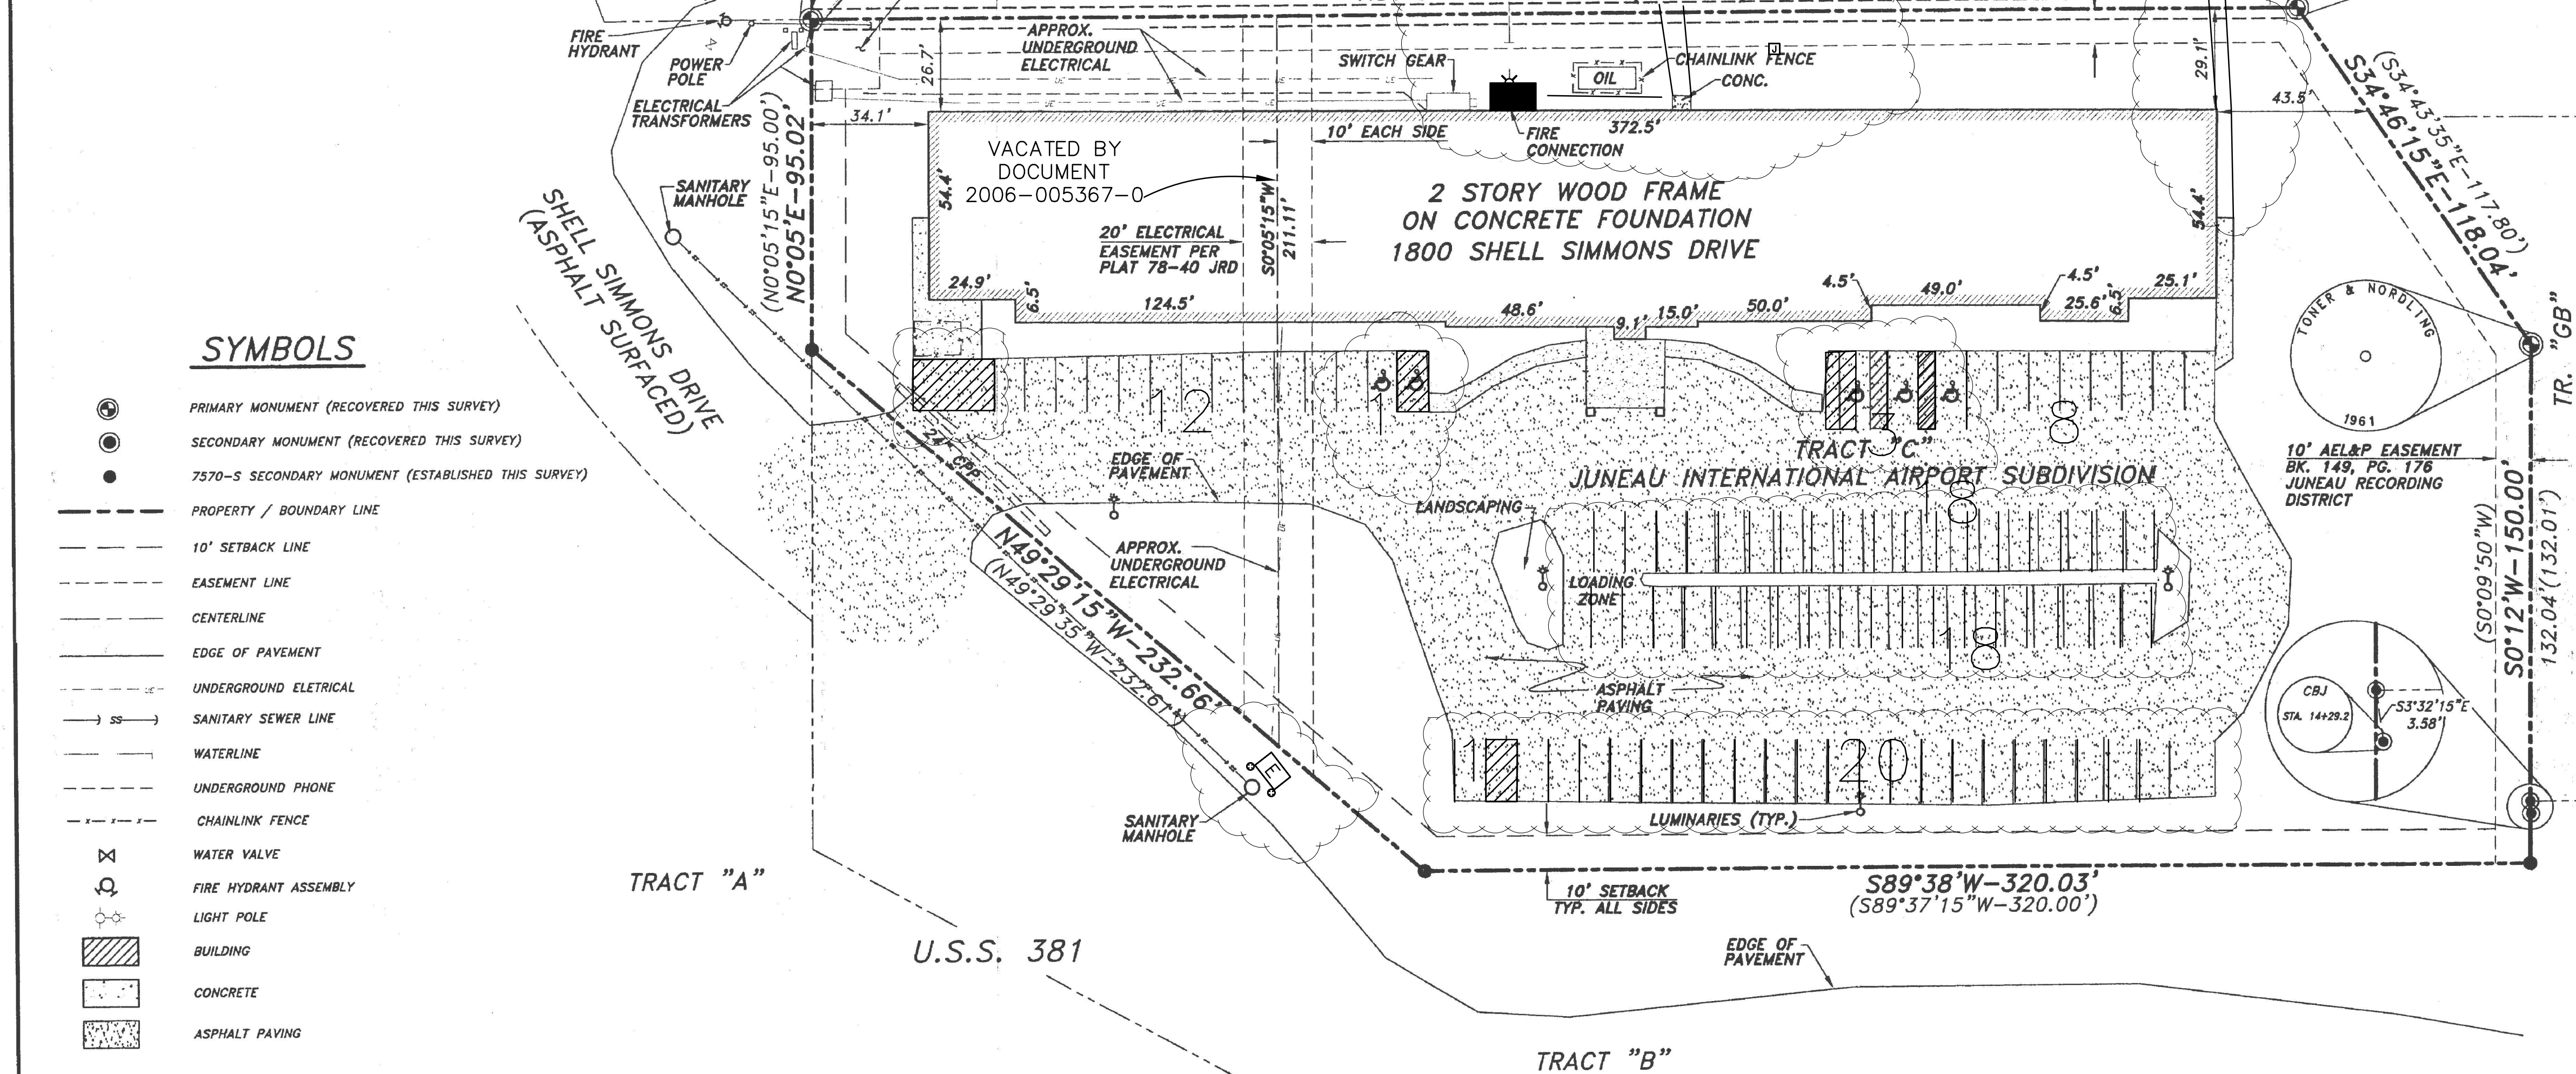 FIRE
HYDRANT
POWER
POLE
ELECTRICAL
TRANSFORMERS
APPROX.
UNDERGROUND
ELECTRICAL
26.7'
UE
UE
UE
UE
UE
UE
SWITCH GEAR
OIL
J
CHAINLINK FENCE
CONC.
29.1'
43.5'
34.1'
10' EACH SIDE
FIRE
CONNECTION
372.5'
S34°46'15"E-118.04'
(S34°43'35"E-117.80')
(N0°05'15"E-95.00')
N0°05'E-95.02'
VACATED BY
DOCUMENT
2006-005367-0
54.4'
54.4'
2 STORY WOOD FRAME
ON CONCRETE FOUNDATION
1800 SHELL SIMMONS DRIVE
20' ELECTRICAL
EASEMENT PER
PLAT 78-40 JRD
S0°05'15"W
211.11'
SANITARY
MANHOLE
SHELL SIMMONS DRIVE
(ASPHALT SURFACED)
24.9'
6.5'
124.5'
48.6'
9.1'
15.0'
50.0'
4.5'
49.0'
4.5'
25.6'
6.5'
25.1'
TONER & NORDLING
1961
TR. "GB"
SYMBOLS
PRIMARY MONUMENT (RECOVERED THIS SURVEY)
SECONDARY MONUMENT (RECOVERED THIS SURVEY)
7570-S SECONDARY MONUMENT (ESTABLISHED THIS SURVEY)
PROPERTY / BOUNDARY LINE
10' SETBACK LINE
EASEMENT LINE
CENTERLINE
EDGE OF PAVEMENT
UE
UNDERGROUND ELETRICAL
SS
SANITARY SEWER LINE
WATERLINE
UNDERGROUND PHONE
CHAINLINK FENCE
WATER VALVE
FIRE HYDRANT ASSEMBLY
LIGHT POLE
BUILDING
CONCRETE
ASPHALT PAVING
12
1
3
8
24" CPP
EDGE OF
PAVEMENT
TRACT "C"
JUNEAU INTERNATIONAL AIRPORT SUBDIVISION
10' AEL&P EASEMENT
BK. 149, PG. 176
JUNEAU RECORDING
DISTRICT
LANDSCAPING
18
LOADING
ZONE
18
ASPHALT
PAVING
APPROX.
UNDERGROUND
ELECTRICAL
N49°29'15"W-232.66'
(N49°29'35"W-232.61')
(S0°09'50"W)
S0°12'W-150.00'
132.04'(132.01')
CBJ
STA. 14+29.2
S3°32'15"E
3.58'
1
20
E
SANITARY
MANHOLE
LUMINARIES (TYP.)
10' SETBACK
TYP. ALL SIDES
S89°38'W-320.03'
(S89°37'15"W-320.00')
TRACT "A"
U.S.S. 381
EDGE OF
PAVEMENT
TRACT "B"